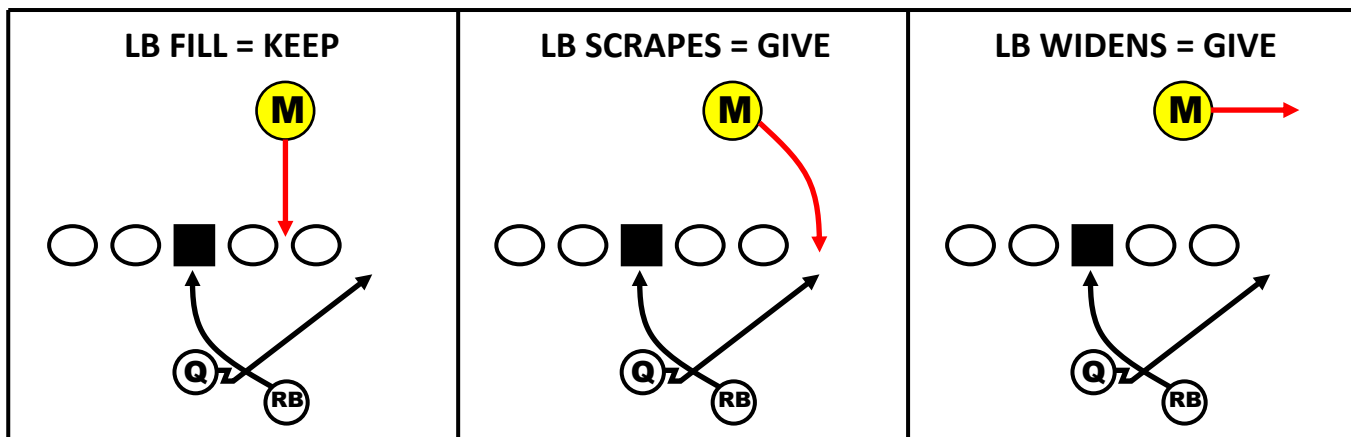 LB FILL = KEEP
M
Q
RB
LB SCRAPES = GIVE
M
Q
RB
LB WIDENS = GIVE
M
Q
RB